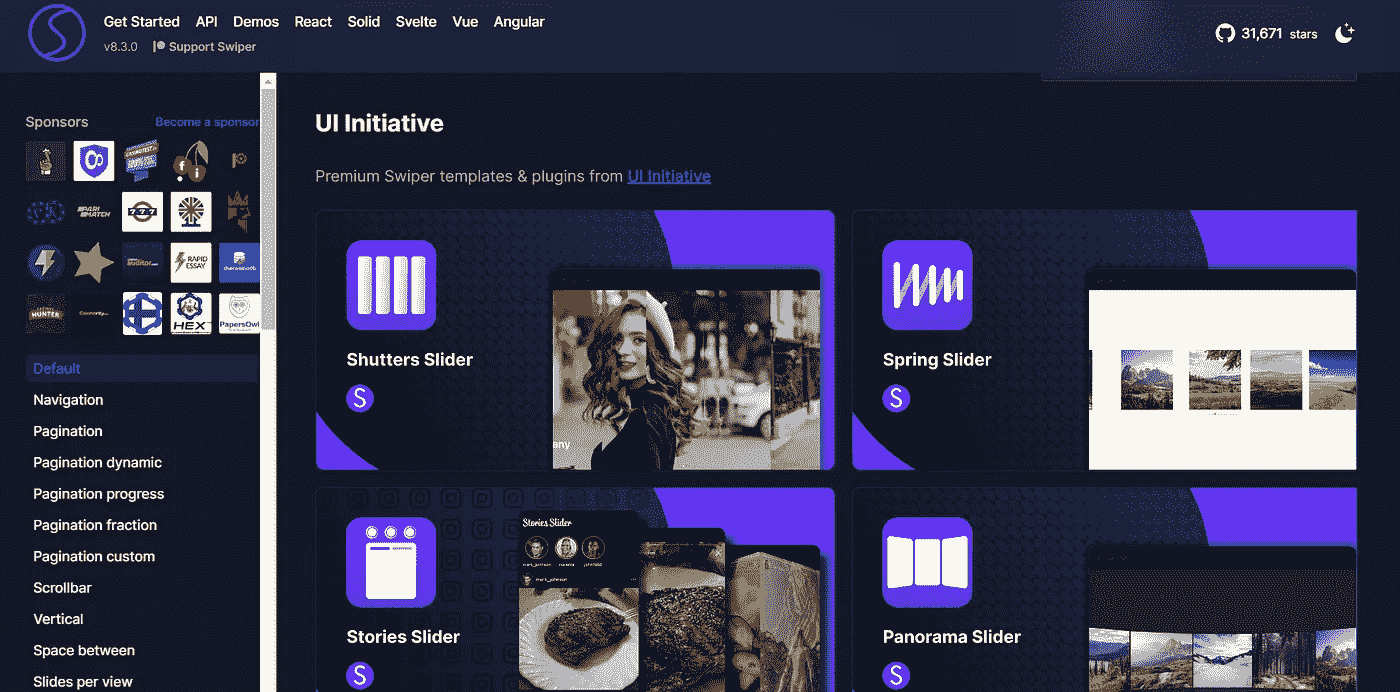 Get Started API Demos React Solid Svelte Vue Angular
v8.3.0 Support Swiper
31,671 stars
Sponsors Become a sponsor
PARI MATCH
777
auditor
RAPID ESSAY
HUNTER
HEX
PapersOwl
Default
Navigation
Pagination
Pagination dynamic
Pagination progress
Pagination fraction
Pagination custom
Scrollbar
Vertical
Space between
Slides per view
UI Initiative
Premium Swiper templates & plugins from UI Initiative
Shutters Slider
any
Spring Slider
Stories Slider
Stories Slider
Panorama Slider